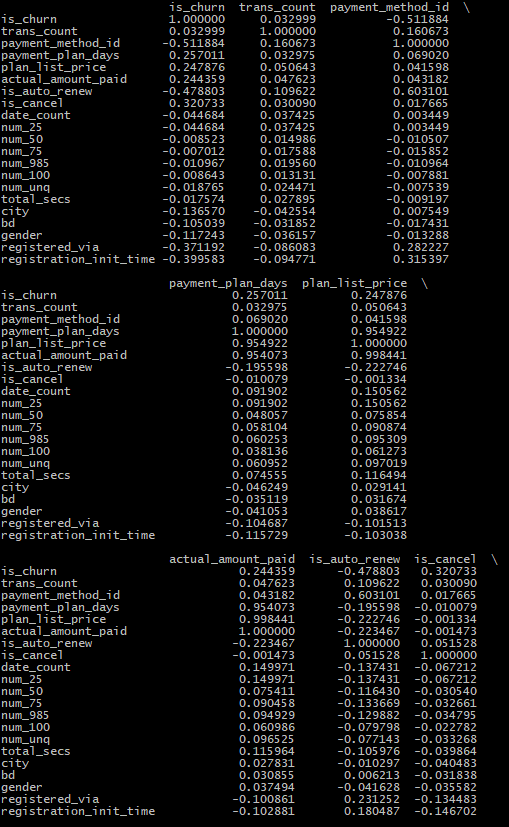 is_churn trans_count payment_method_id \
is_churn 1.000000 0.032999 -0.511884
trans_count 0.032999 1.000000 0.160673
payment_method_id -0.511884 0.160673 1.000000
payment_plan_days 0.257011 0.032975 0.069020
plan_list_price 0.247876 0.050643 0.041598
actual_amount_paid 0.244359 0.047623 0.043182
is_auto_renew -0.478803 0.109622 0.603101
is_cancel 0.320733 0.030090 0.017665
date_count -0.044684 0.037425 0.003449
num_25 -0.044684 0.037425 0.003449
num_50 -0.008523 0.014986 -0.010507
num_75 -0.007012 0.017588 -0.015852
num_985 -0.010967 0.019560 -0.010964
num_100 -0.008643 0.013131 -0.007881
num_unq -0.018765 0.024471 -0.007539
total_secs -0.017574 0.027895 -0.009197
city -0.136570 -0.042554 0.007549
bd -0.105039 -0.031852 -0.017431
gender -0.117243 -0.036157 -0.013288
registered_via -0.371192 -0.086083 0.282227
registration_init_time -0.399583 -0.094771 0.315397
payment_plan_days plan_list_price \
is_churn 0.257011 0.247876
trans_count 0.032975 0.050643
payment_method_id 0.069020 0.041598
payment_plan_days 1.000000 0.954922
plan_list_price 0.954922 1.000000
actual_amount_paid 0.954073 0.998441
is_auto_renew -0.195598 -0.222746
is_cancel -0.010079 -0.001334
date_count 0.091902 0.150562
num_25 0.091902 0.150562
num_50 0.048057 0.075854
num_75 0.058104 0.090874
num_985 0.060253 0.095309
num_100 0.038136 0.061273
num_unq 0.060952 0.097019
total_secs 0.074555 0.116494
city -0.046249 0.029141
bd -0.035119 0.031674
gender -0.041053 0.038617
registered_via -0.104687 -0.101513
registration_init_time -0.115729 -0.103038
actual_amount_paid is_auto_renew is_cancel \
is_churn 0.244359 -0.478803 0.320733
trans_count 0.047623 0.109622 0.030090
payment_method_id 0.043182 0.603101 0.017665
payment_plan_days 0.954073 -0.195598 -0.010079
plan_list_price 0.998441 -0.222746 -0.001334
actual_amount_paid 1.000000 -0.223467 -0.001473
is_auto_renew -0.223467 1.000000 0.051528
is_cancel -0.001473 0.051528 1.000000
date_count 0.149971 -0.137431 -0.067212
num_25 0.149971 -0.137431 -0.067212
num_50 0.075411 -0.116430 -0.030540
num_75 0.090458 -0.133669 -0.032661
num_985 0.094929 -0.129882 -0.034795
num_100 0.060986 -0.079798 -0.022782
num_unq 0.096525 -0.077143 -0.033268
total_secs 0.115964 -0.105976 -0.039864
city 0.027831 -0.010297 -0.040483
bd 0.030855 0.006213 -0.031838
gender 0.037494 -0.041628 -0.035582
registered_via -0.100861 0.231252 -0.134483
registration_init_time -0.102881 0.180487 -0.146702